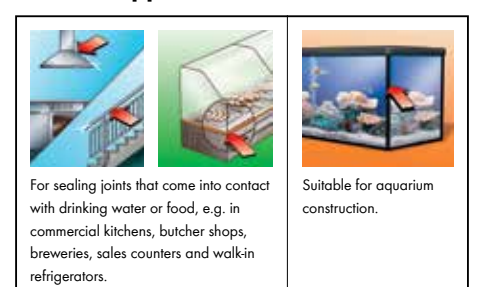 For sealing joints that come into contact
with drinking water or food, e.g. in
commercial kitchens, butcher shops,
breweries, sales counters and walk-in
refrigerators.
Suitable for aquarium
construction.